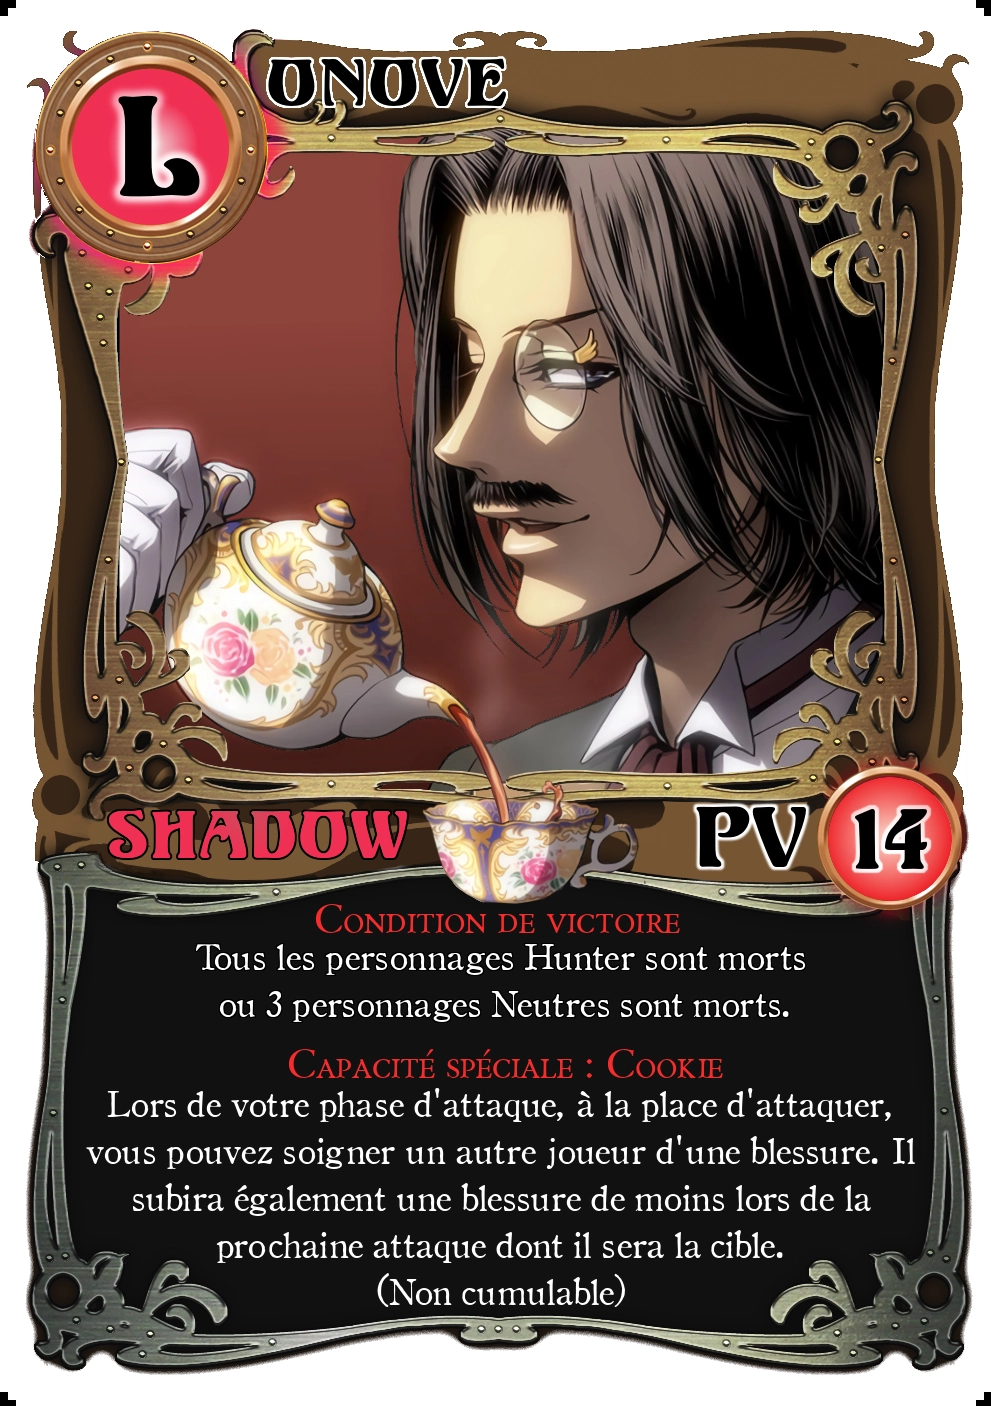 LONOVE
SHADOW
PV 14
Condition de victoire
Tous les personnages Hunter sont morts
ou 3 personnages Neutres sont morts.
Capacité spéciale : Cookie
Lors de votre phase d'attaque, à la place d'attaquer,
vous pouvez soigner un autre joueur d'une blessure. Il
subira également une blessure de moins lors de la
prochaine attaque dont il sera la cible.
(Non cumulable)